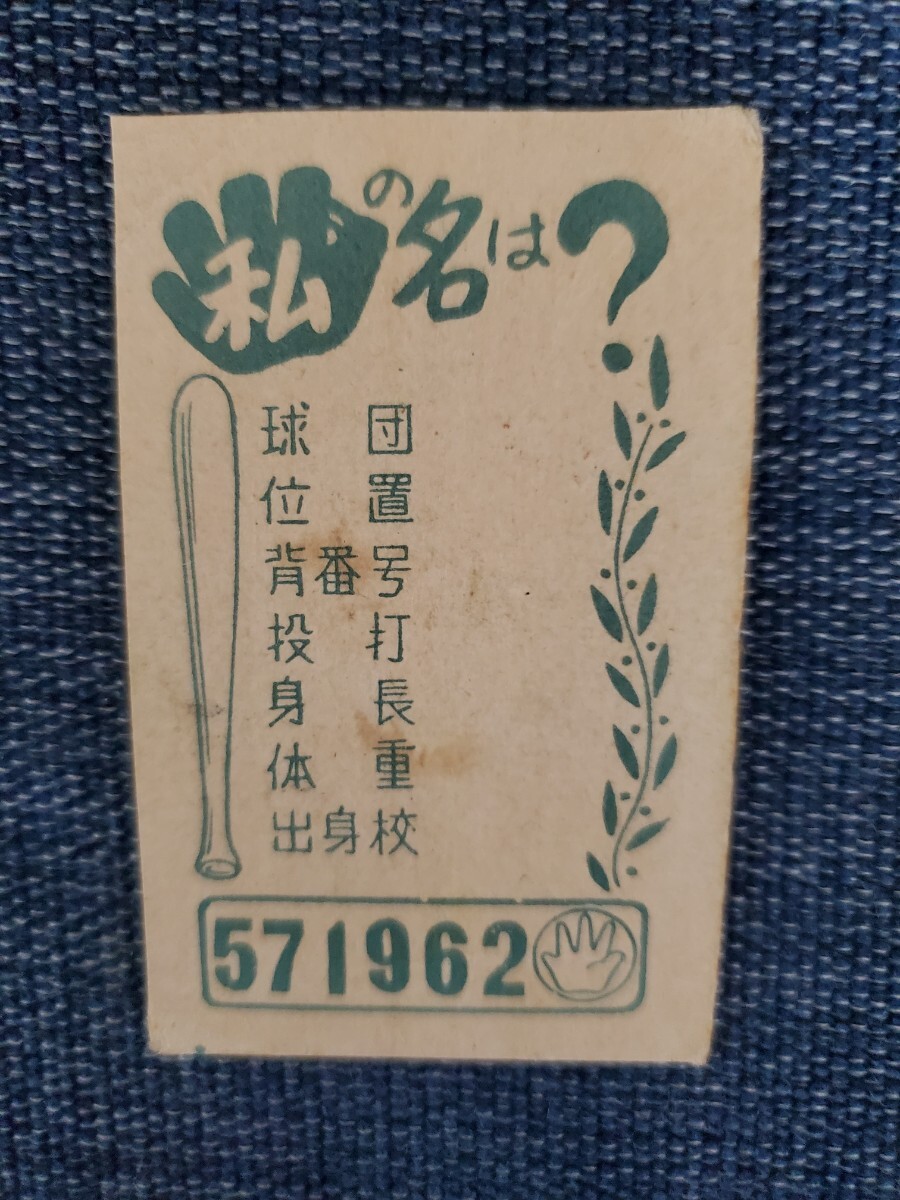 私の名は?
球団
位置
背番号
投打
身長
体重
出身校
571962